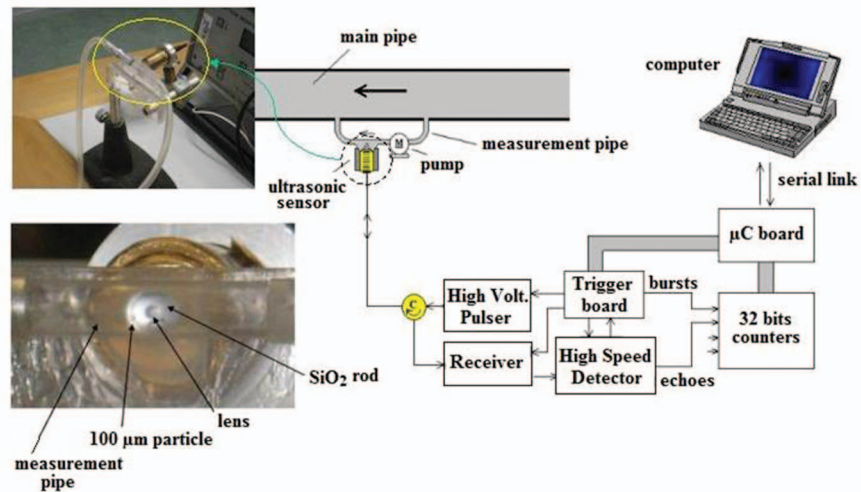 main pipe
computer
measurement pipe
M
pump
ultrasonic
sensor
serial link
µC board
C
High Volt.
Pulser
Trigger
board
bursts
32 bits
counters
Receiver
High Speed
Detector
echoes
SiO2 rod
lens
100 µm particle
measurement
pipe